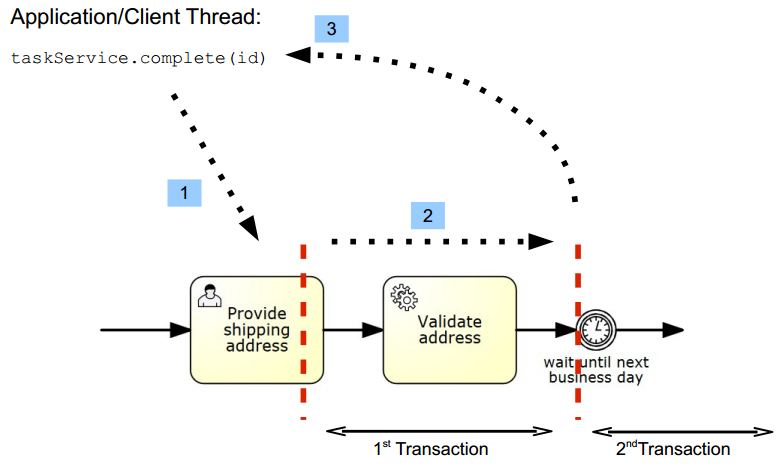 Application/Client Thread:
3
taskService.complete(id)
1
2
Provide
shipping
address
Validate
address
wait until next
business day
1st Transaction
2ndTransaction